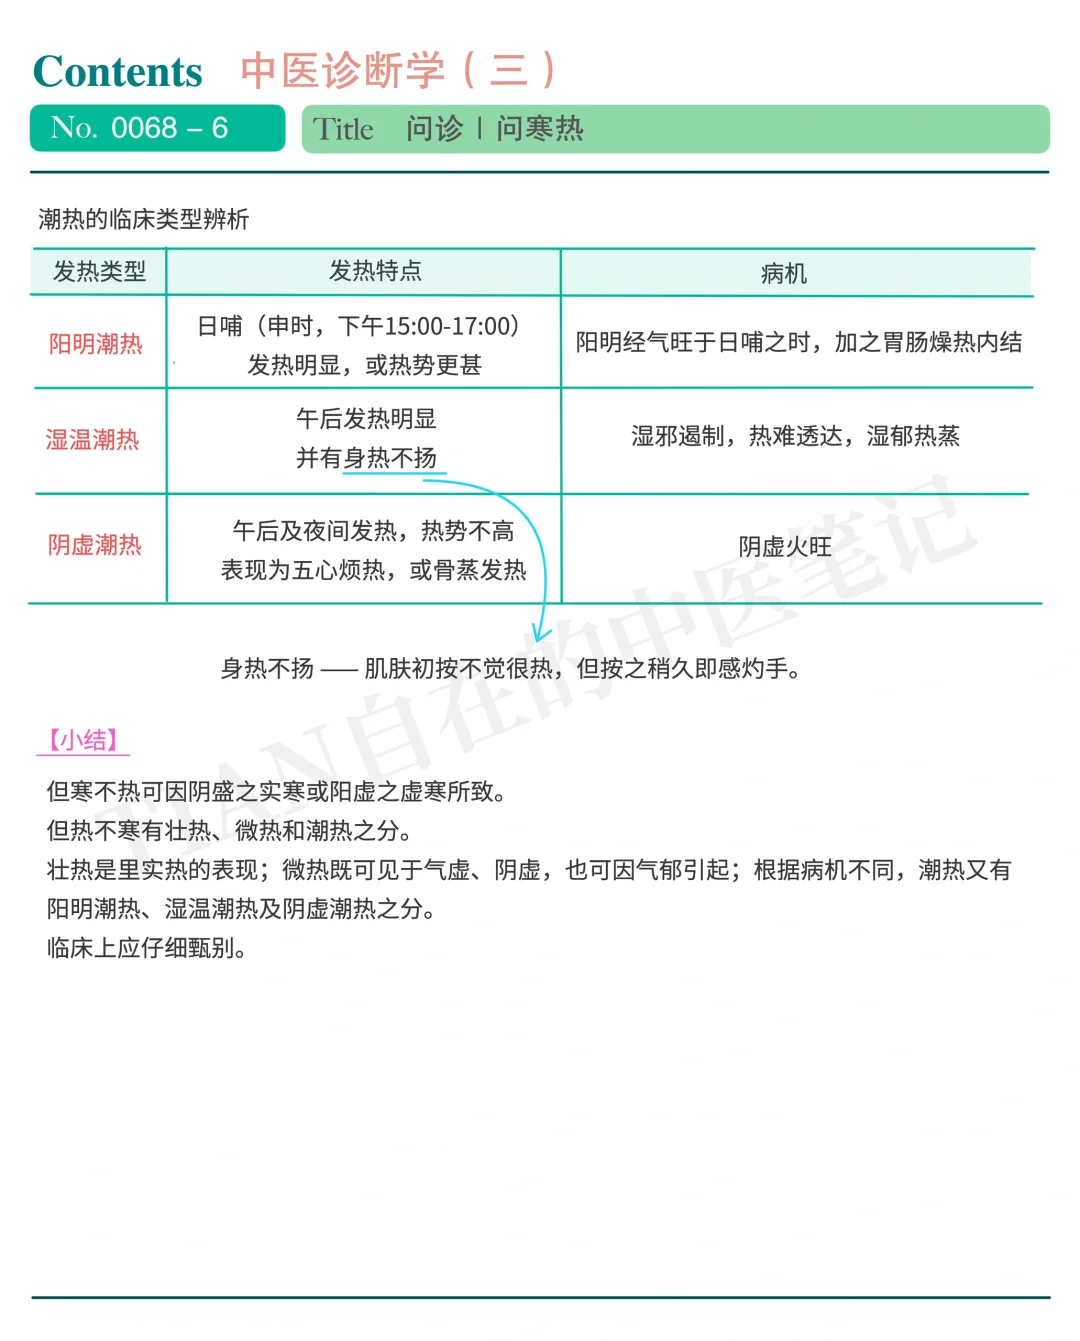 Contents 中医诊断学（三）
No. 0068 – 6 Title 问诊 | 问寒热
潮热的临床类型辨析
发热类型 发热特点 病机
阳明潮热
日哺（申时，下午15:00-17:00）
发热明显，或热势更甚
阳明经气旺于日哺之时，加之胃肠燥热内结
湿温潮热
午后发热明显
并有身热不扬
湿邪遏制，热难透达，湿郁热蒸
阴虚潮热
午后及夜间发热，热势不高
表现为五心烦热，或骨蒸发热
阴虚火旺
身热不扬 —— 肌肤初按不觉很热，但按之稍久即感灼手。
【小结】
但寒不热可因阴盛之实寒或阳虚之虚寒所致。
但热不寒有壮热、微热和潮热之分。
壮热是里实热的表现；微热既可见于气虚、阴虚，也可因气郁引起；根据病机不同，潮热又有
阳明潮热、湿温潮热及阴虚潮热之分。
临床上应仔细甄别。
TIAN自在的中医笔记